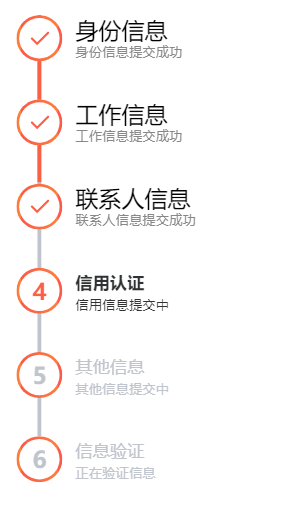 身份信息
身份信息提交成功
工作信息
工作信息提交成功
联系人信息
联系人信息提交成功
4
信用认证
信用信息提交中
5
其他信息
其他信息提交中
6
信息验证
正在验证信息